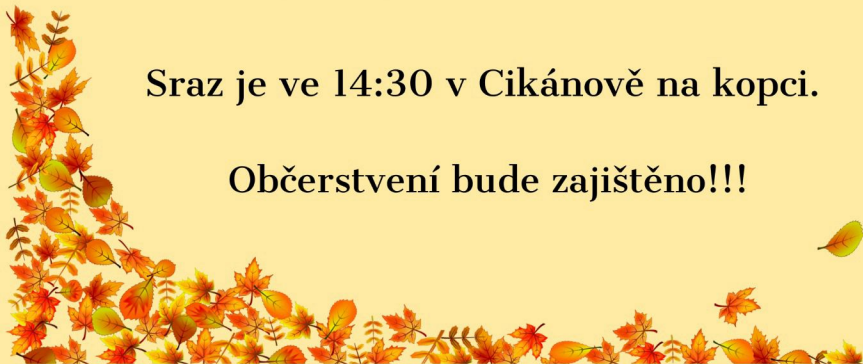 Sraz je ve 14:30 v Cikánově na kopci.
Občerstvení bude zajištěno!!!